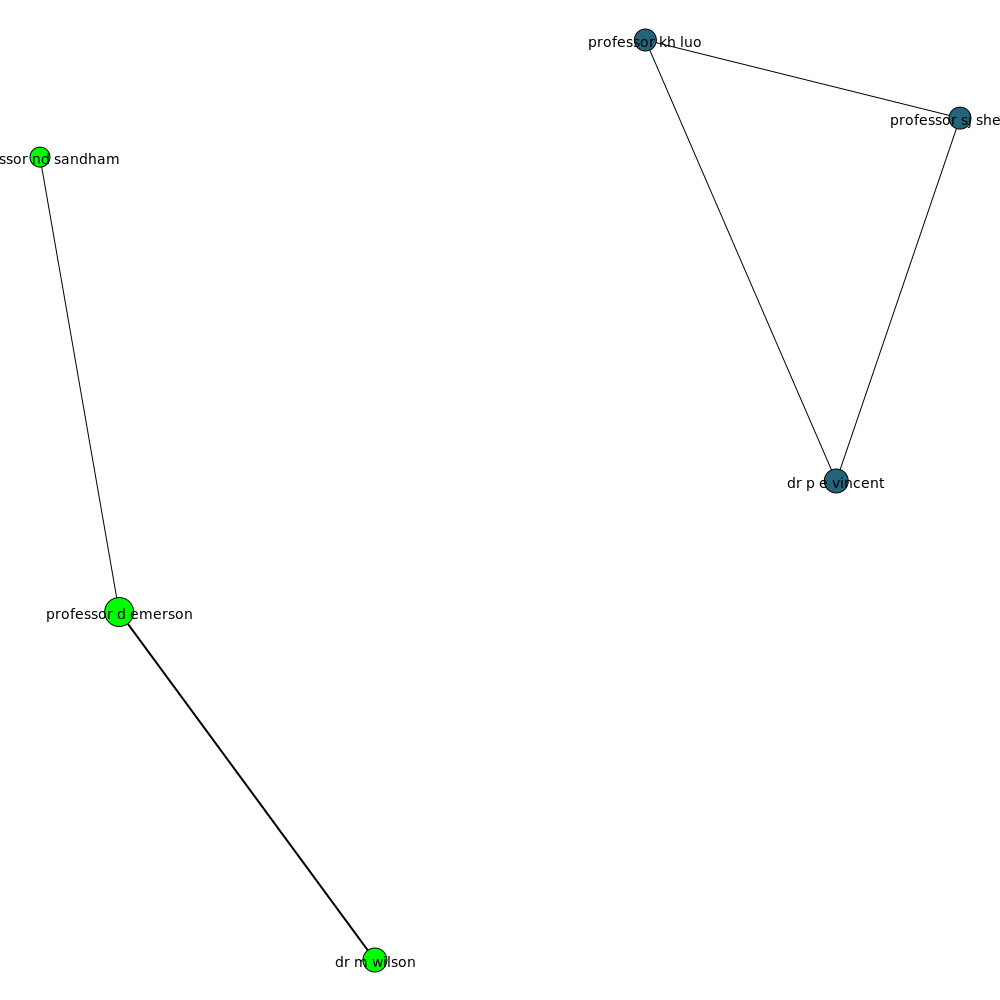 professor kh luo
professor sj she
ssor nd sandham
dr p e vincent
professor d emerson
dr m wilson